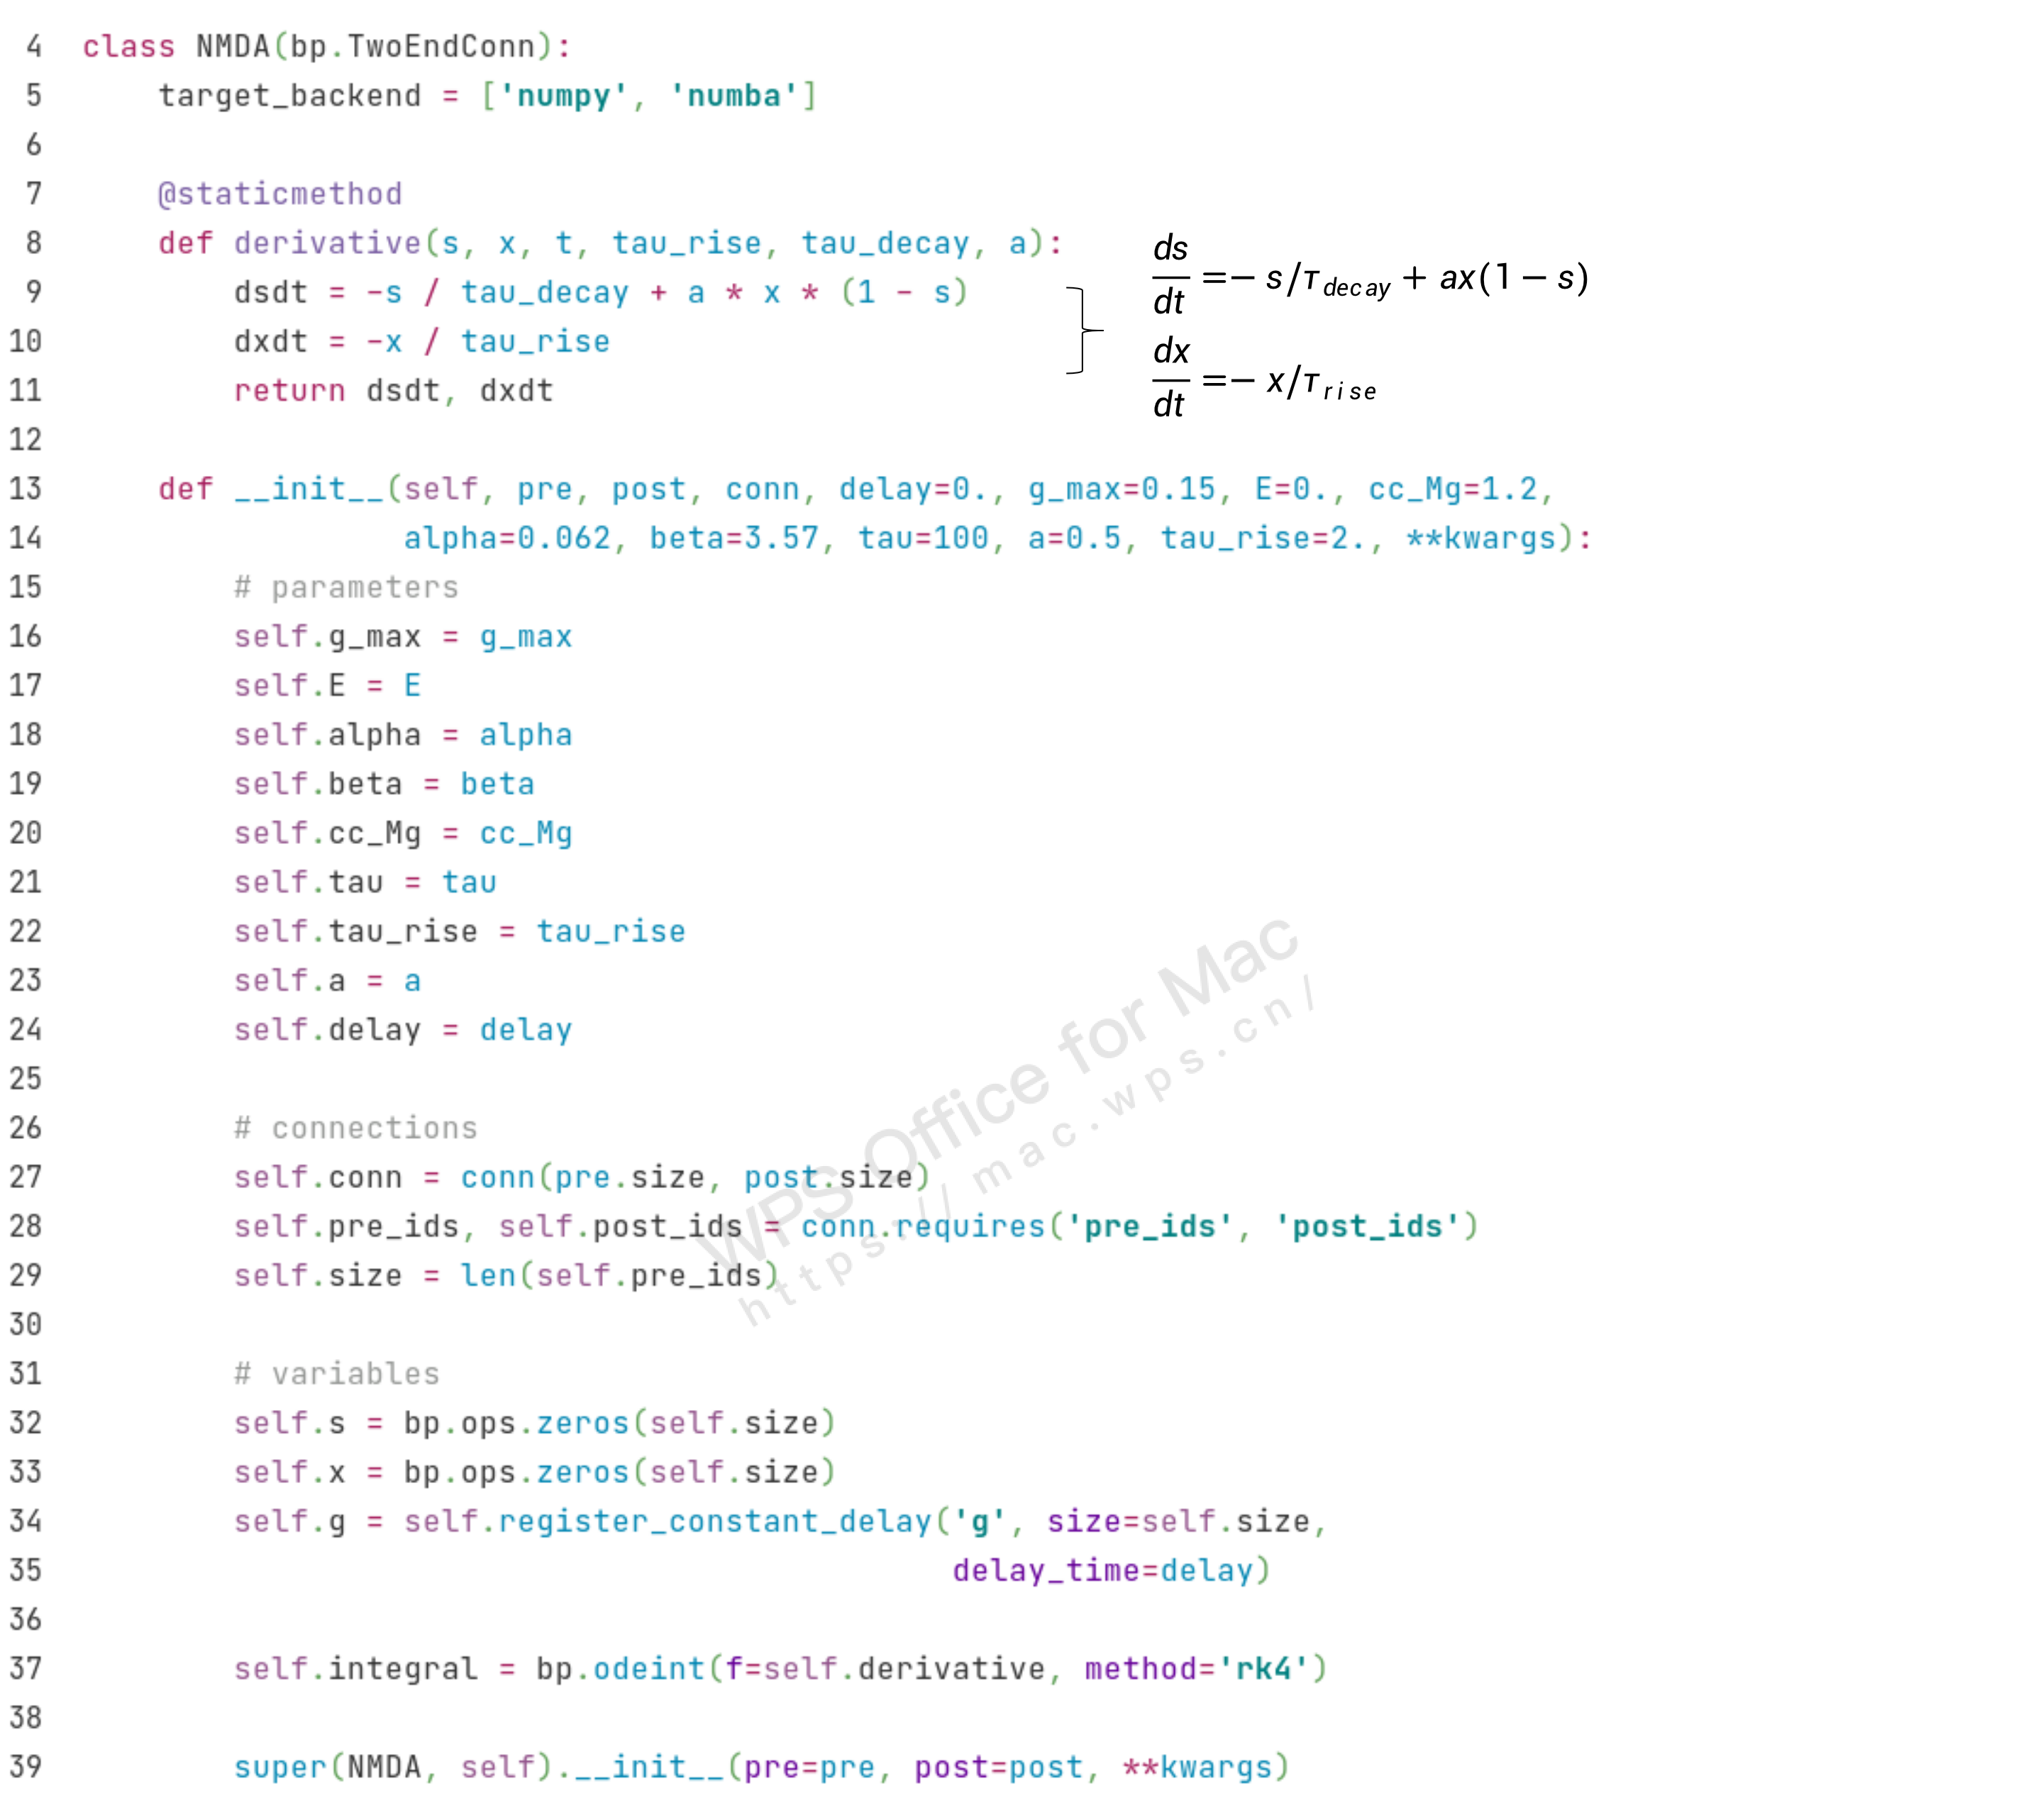 4 class NMDA(bp.TwoEndConn):
5 target_backend = ['numpy', 'numba']
6
7 @staticmethod
8 def derivative(s, x, t, tau_rise, tau_decay, a):
9 dsdt = -s / tau_decay + a * x * (1 - s)
10 dxdt = -x / tau_rise
11 return dsdt, dxdt
ds/dt =− s/τ_decay + ax(1 − s)
dx/dt =− x/τ_rise
12
13 def __init__(self, pre, post, conn, delay=0., g_max=0.15, E=0., cc_Mg=1.2,
14 alpha=0.062, beta=3.57, tau=100, a=0.5, tau_rise=2., **kwargs):
15 # parameters
16 self.g_max = g_max
17 self.E = E
18 self.alpha = alpha
19 self.beta = beta
20 self.cc_Mg = cc_Mg
21 self.tau = tau
22 self.tau_rise = tau_rise
23 self.a = a
24 self.delay = delay
25
26 # connections
27 self.conn = conn(pre.size, post.size)
28 self.pre_ids, self.post_ids = conn.requires('pre_ids', 'post_ids')
29 self.size = len(self.pre_ids)
30
31 # variables
32 self.s = bp.ops.zeros(self.size)
33 self.x = bp.ops.zeros(self.size)
34 self.g = self.register_constant_delay('g', size=self.size,
35 delay_time=delay)
36
37 self.integral = bp.odeint(f=self.derivative, method='rk4')
38
39 super(NMDA, self).__init__(pre=pre, post=post, **kwargs)
WPS Office for Mac
https://mac.wps.cn/